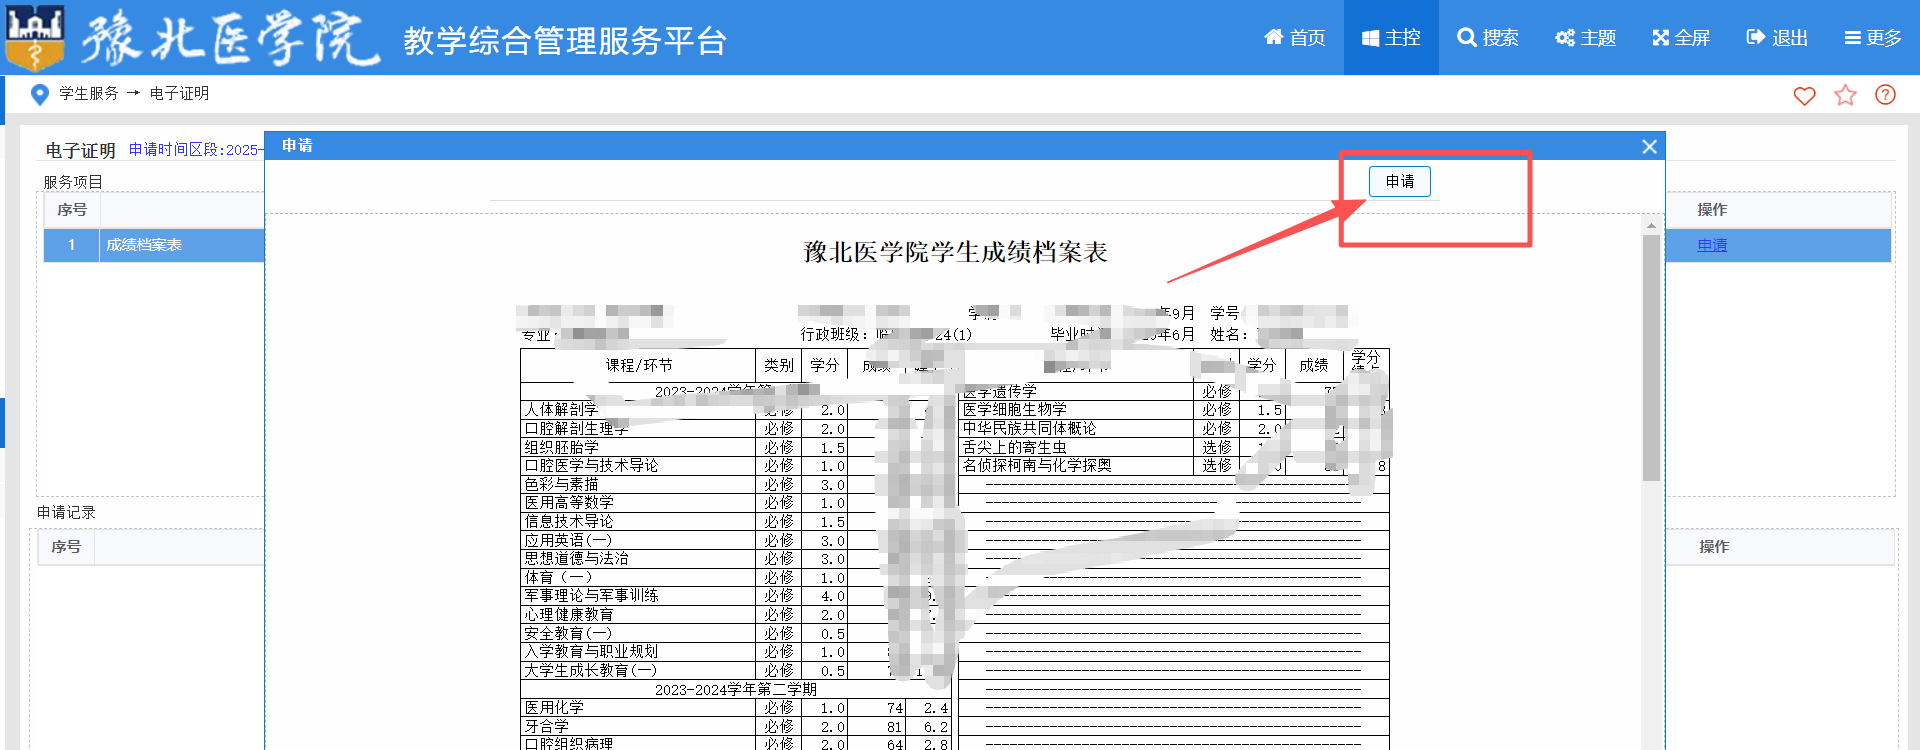 豫北医学院 教学综合管理服务平台 首页 主控 搜索 主题 全屏 退出 更多
学生服务 → 电子证明
电子证明 申请时间区段:2025-
服务项目
序号 操作
1 成绩档案表 申请
申请记录
序号 操作
申请
申请
豫北医学院学生成绩档案表
年9月 学号
专业: 行政班级: 24(1) 毕业时 年6月 姓名:
课程/环节 类别 学分 学分 成绩 学分
2023-2024学年第
医学遗传学 必修
人体解剖学 必修 2.0 医学细胞生物学 必修 1.5
口腔解剖生理学 必修 2.0 中华民族共同体概论 必修 2.0
组织胚胎学 必修 1.5 舌尖上的寄生虫 选修
口腔医学与技术导论 必修 1.0 名侦探柯南与化学探奥 选修 8
色彩与素描 必修 3.0
医用高等数学 必修 1.0
信息技术导论 必修 1.5
应用英语(一) 必修 3.0
思想道德与法治 必修 3.0
体育（一） 必修 1.0
军事理论与军事训练 必修 4.0
心理健康教育 必修 2.0
安全教育(一) 必修 0.5
入学教育与职业规划 必修 1.0
大学生成长教育(一) 必修 0.5
2023-2024学年第二学期
医用化学 必修 1.0 74 2.4
牙合学 必修 2.0 81 6.2
口腔组织病理 必修 2.0 64 2.8